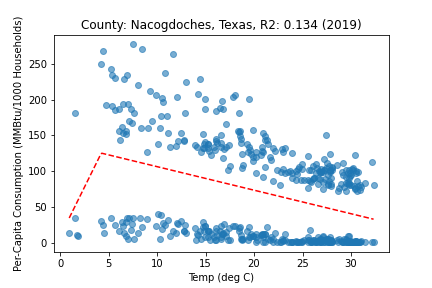 County: Nacogdoches, Texas, R2: 0.134 (2019)
Per-Capita Consumption (MMBtu/1000 Households)
250
200
150
100
50
0
0 5 10 15 20 25 30
Temp (deg C)